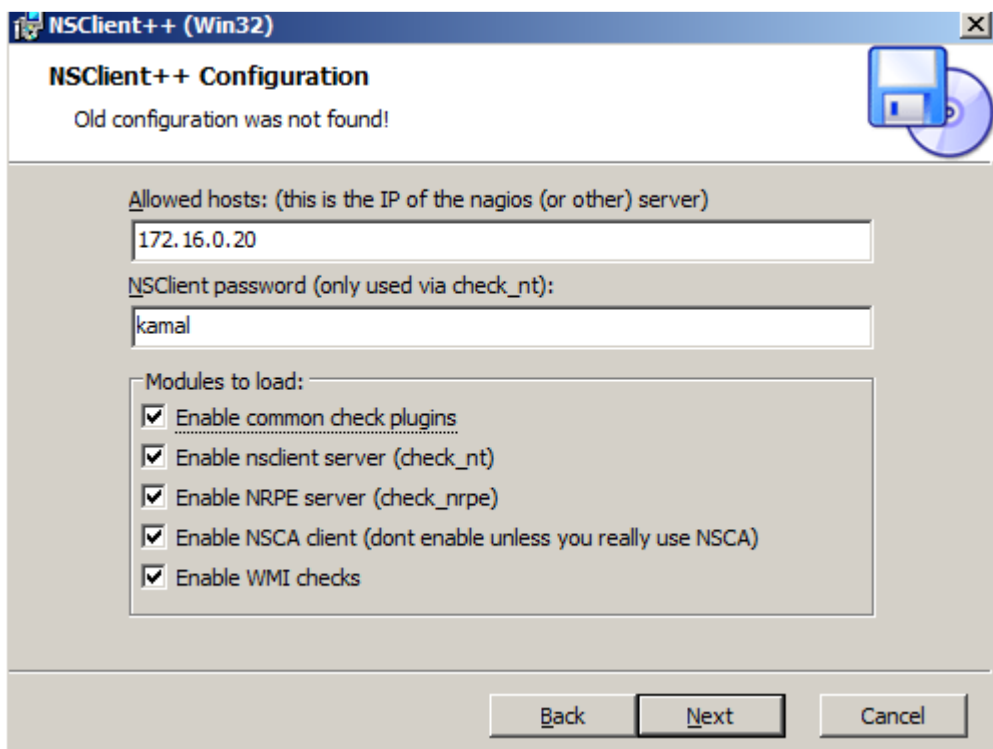 NSClient++ (Win32)
NSClient++ Configuration
Old configuration was not found!
Allowed hosts: (this is the IP of the nagios (or other) server)
172.16.0.20
NSClient password (only used via check_nt):
kamal
Modules to load:
Enable common check plugins
Enable nsclient server (check_nt)
Enable NRPE server (check_nrpe)
Enable NSCA client (dont enable unless you really use NSCA)
Enable WMI checks
Back Next Cancel